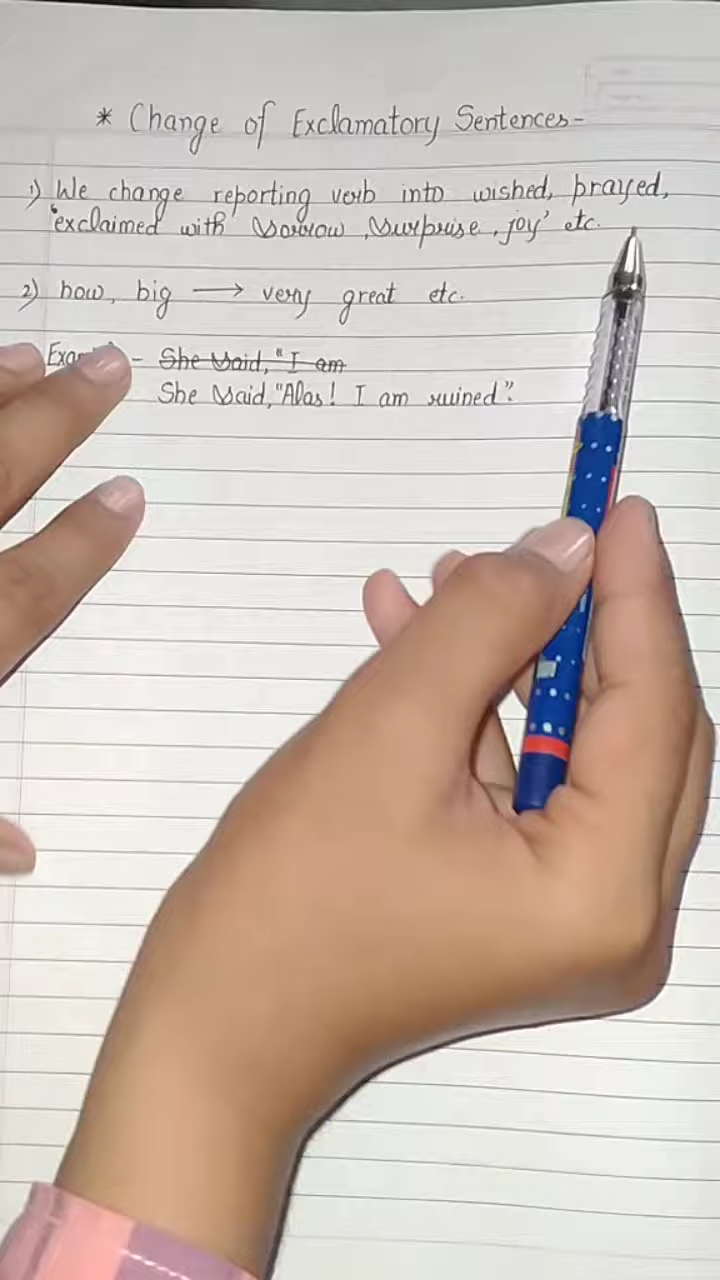 * Change of Exclamatory Sentences-
1) We change reporting verb into wished, prayed,
'exclaimed with sorrow, surprise, joy' etc.
2) how, big → very great etc.
- She said, "I am
She said, "Alas! I am ruined".